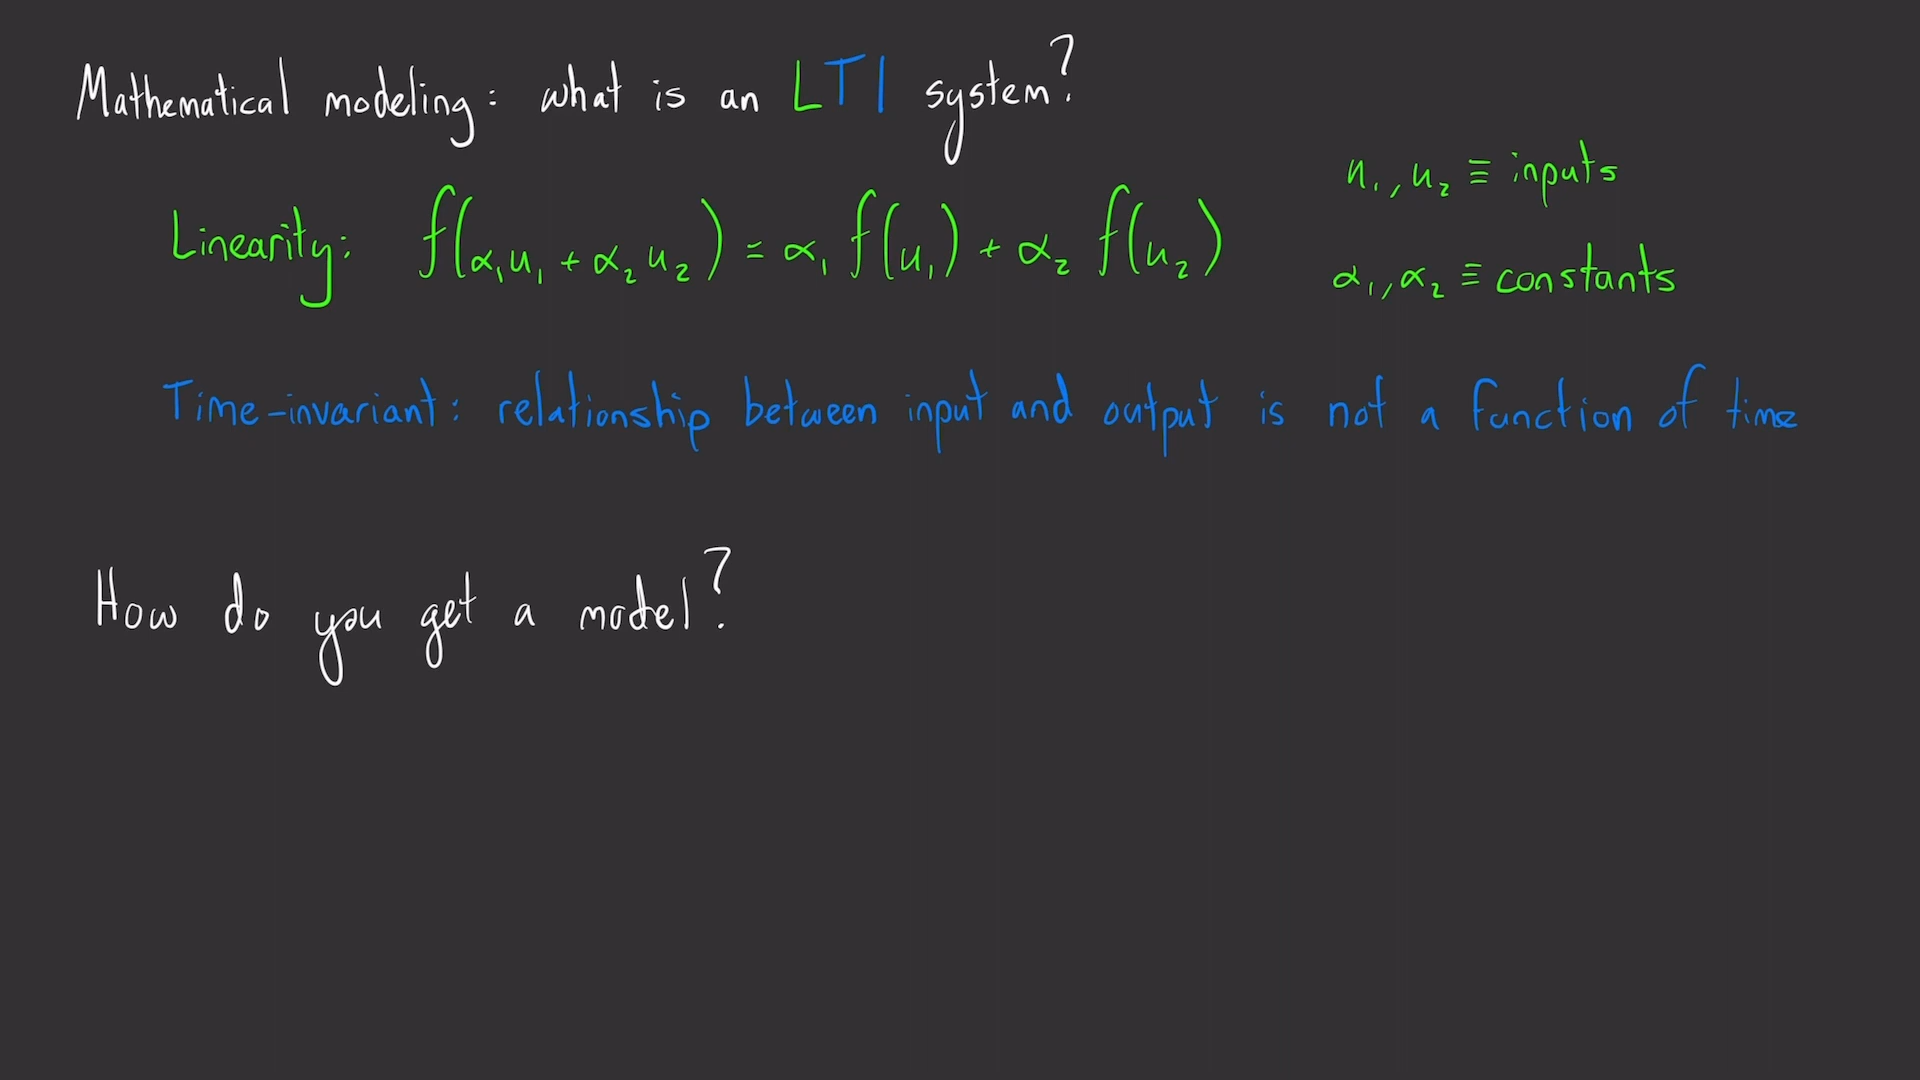 Mathematical modeling: what is an LTI system?
u₁, u₂ ≡ inputs
Linearity: f(α₁u₁ + α₂u₂) = α₁ f(u₁) + α₂ f(u₂)
α₁, α₂ ≡ constants
Time-invariant: relationship between input and output is not a function of time
How do you get a model?